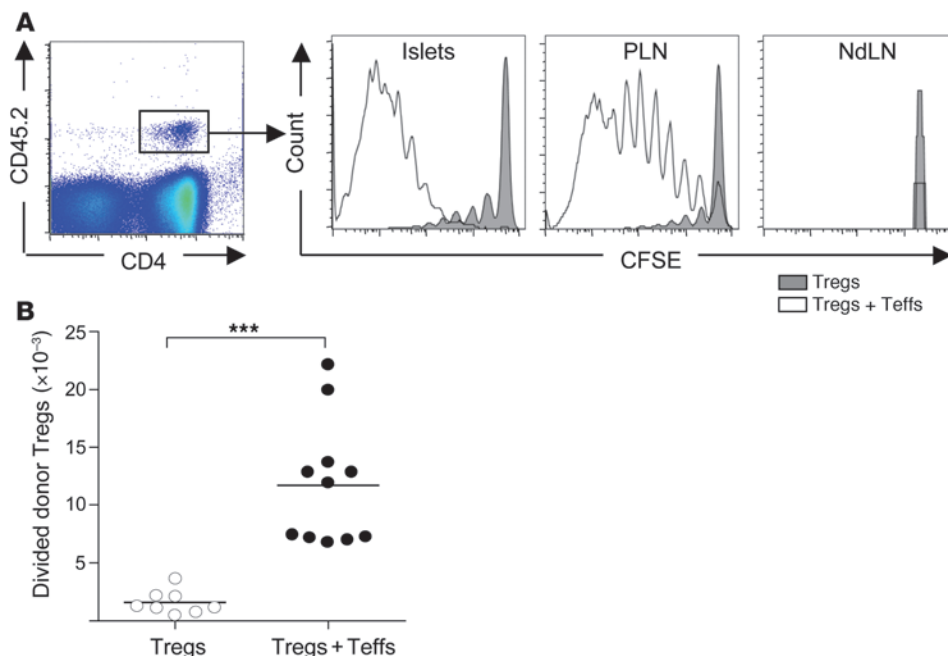 A
CD45.2
CD4
Count
Islets
PLN
NdLN
CFSE
Tregs
Tregs + Teffs
B
Divided donor Tregs (×10⁻³)
25
20
15
10
5
***
Tregs
Tregs + Teffs